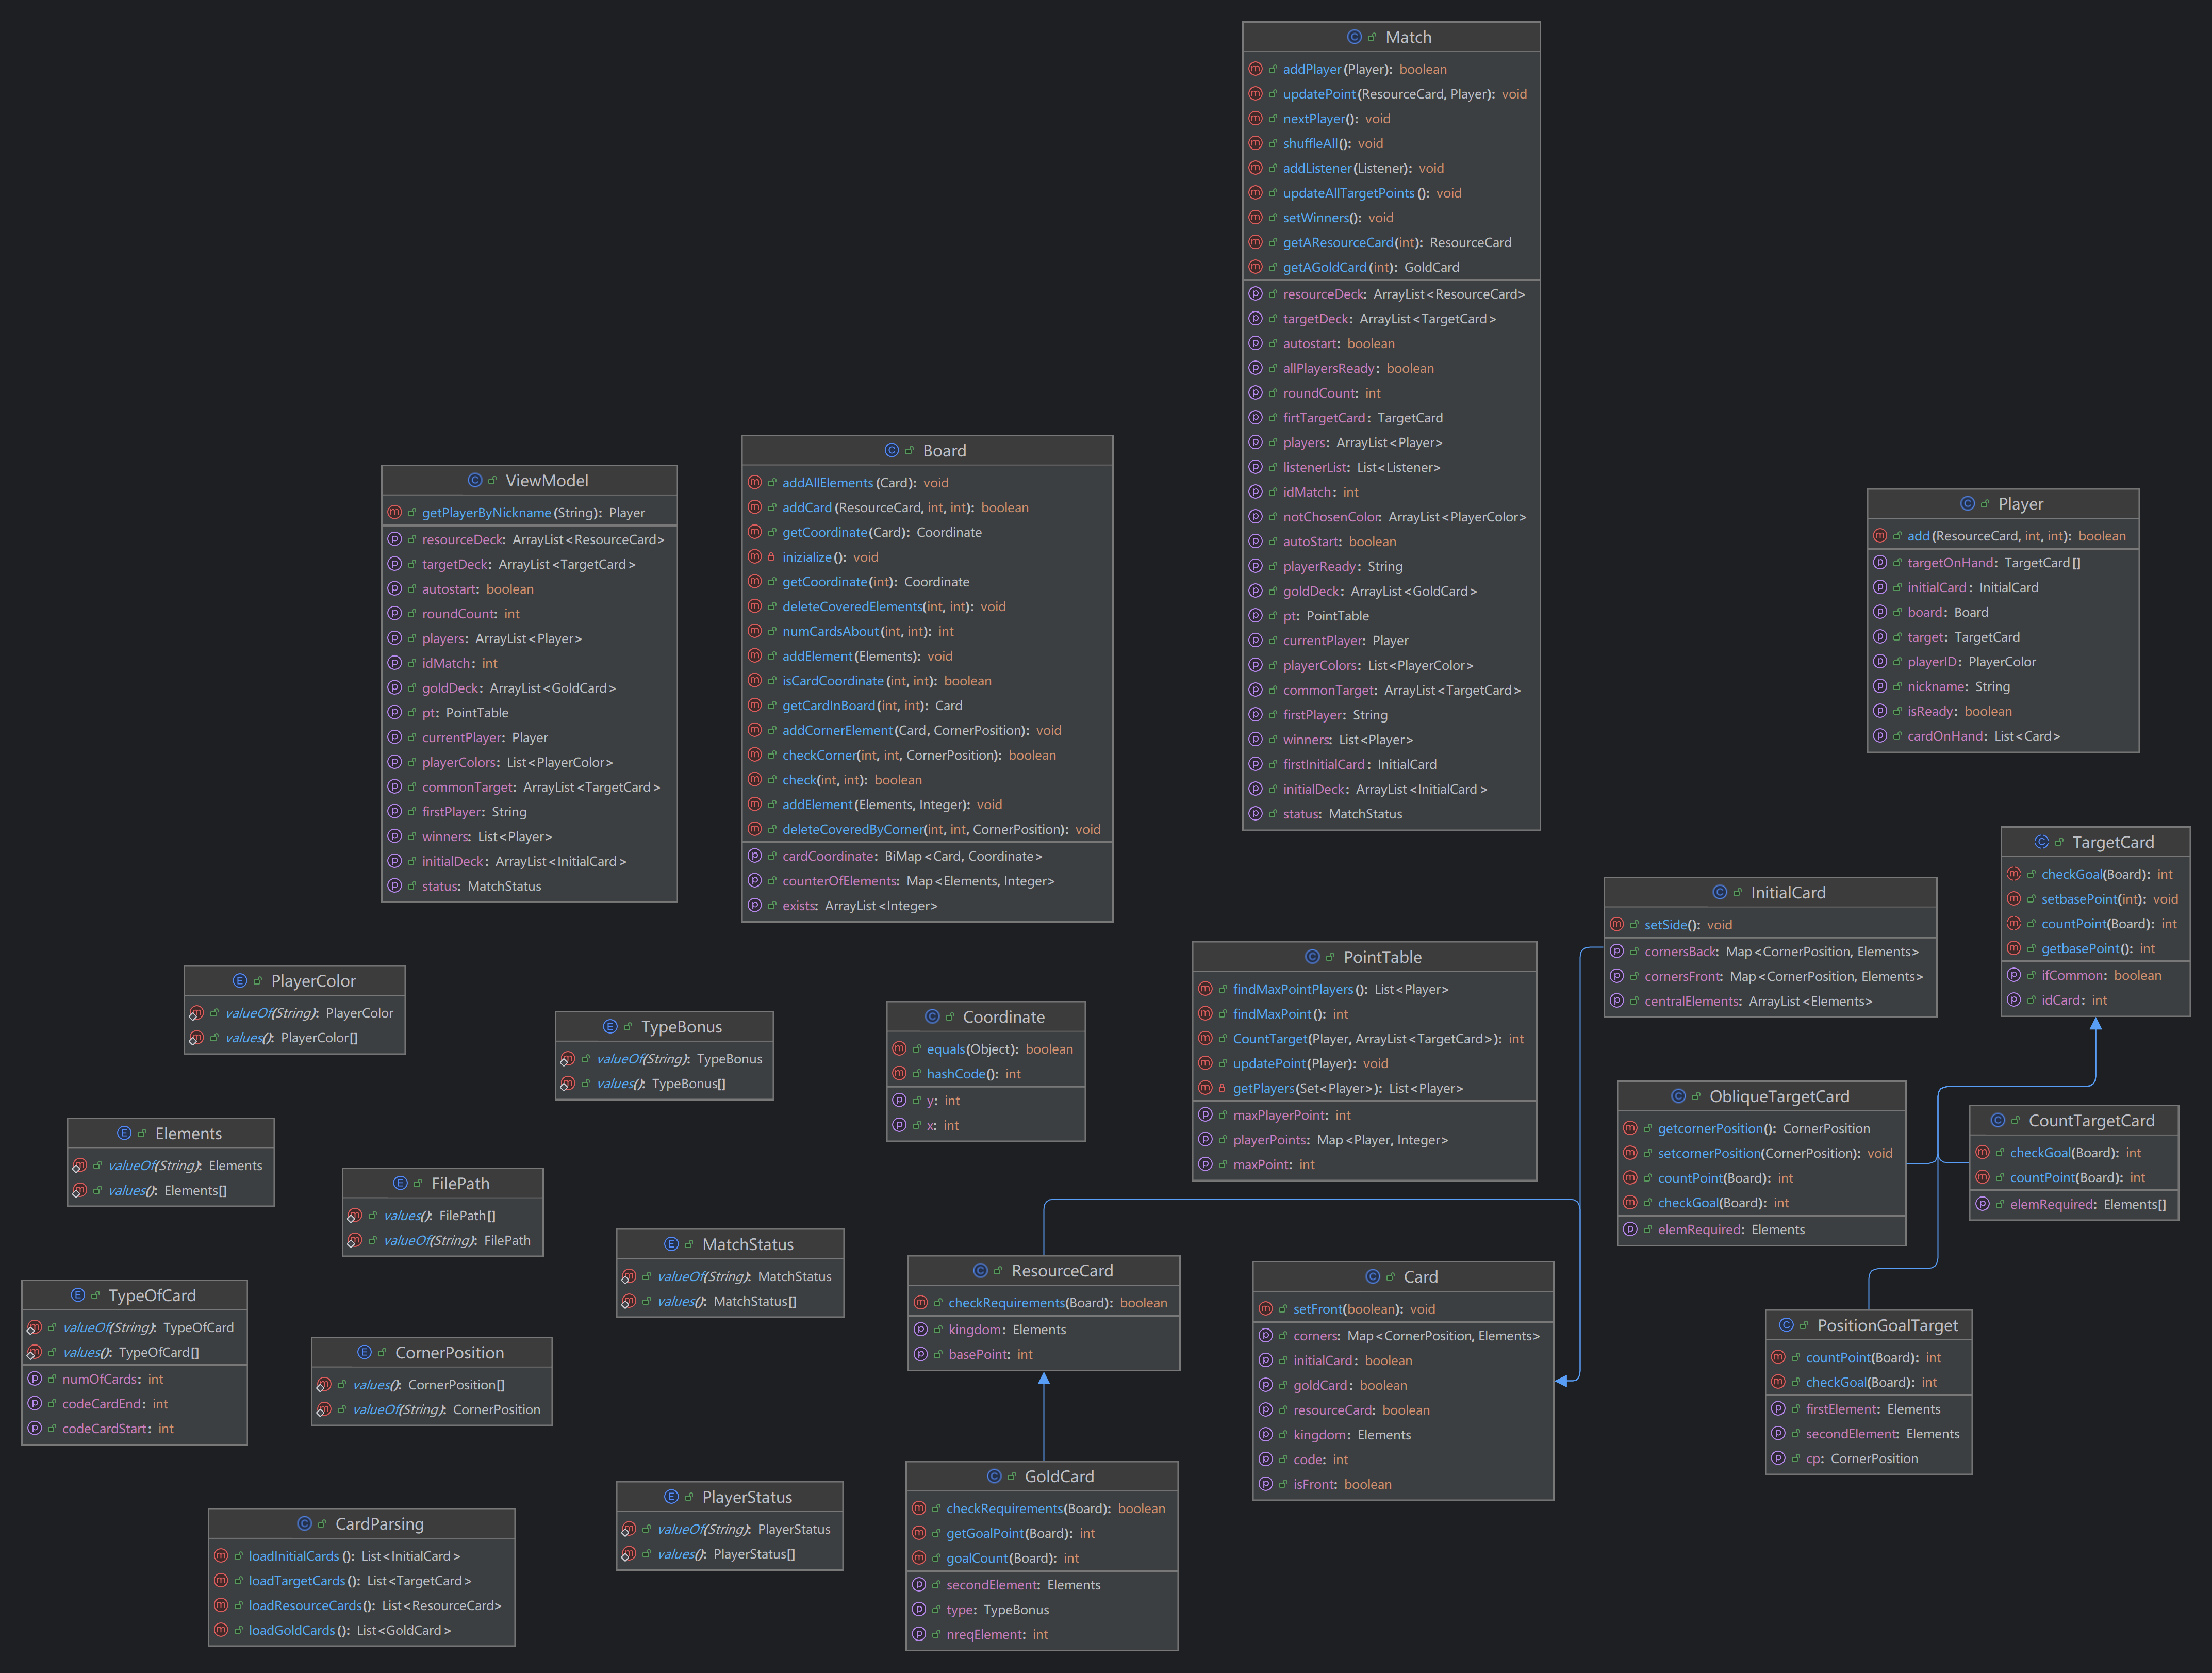 Match
addPlayer(Player): boolean
updatePoint(ResourceCard, Player): void
nextPlayer(): void
shuffleAll(): void
addListener(Listener): void
updateAllTargetPoints(): void
setWinners(): void
getAResourceCard(int): ResourceCard
getAGoldCard(int): GoldCard
resourceDeck: ArrayList<ResourceCard>
targetDeck: ArrayList<TargetCard>
autostart: boolean
allPlayersReady: boolean
roundCount: int
firtTargetCard: TargetCard
players: ArrayList<Player>
listenerList: List<Listener>
idMatch: int
notChosenColor: ArrayList<PlayerColor>
autoStart: boolean
playerReady: String
goldDeck: ArrayList<GoldCard>
pt: PointTable
currentPlayer: Player
playerColors: List<PlayerColor>
commonTarget: ArrayList<TargetCard>
firstPlayer: String
winners: List<Player>
firstInitialCard: InitialCard
initialDeck: ArrayList<InitialCard>
status: MatchStatus
Board
addAllElements(Card): void
addCard(ResourceCard, int, int): boolean
getCoordinate(Card): Coordinate
inizialize(): void
getCoordinate(int): Coordinate
deleteCoveredElements(int, int): void
numCardsAbout(int, int): int
addElement(Elements): void
isCardCoordinate(int, int): boolean
getCardInBoard(int, int): Card
addCornerElement(Card, CornerPosition): void
checkCorner(int, int, CornerPosition): boolean
check(int, int): boolean
addElement(Elements, Integer): void
deleteCoveredByCorner(int, int, CornerPosition): void
cardCoordinate: BiMap<Card, Coordinate>
counterOfElements: Map<Elements, Integer>
exists: ArrayList<Integer>
ViewModel
getPlayerByNickname(String): Player
resourceDeck: ArrayList<ResourceCard>
targetDeck: ArrayList<TargetCard>
autostart: boolean
roundCount: int
players: ArrayList<Player>
idMatch: int
goldDeck: ArrayList<GoldCard>
pt: PointTable
currentPlayer: Player
playerColors: List<PlayerColor>
commonTarget: ArrayList<TargetCard>
firstPlayer: String
winners: List<Player>
initialDeck: ArrayList<InitialCard>
status: MatchStatus
Player
add(ResourceCard, int, int): boolean
targetOnHand: TargetCard[]
initialCard: InitialCard
board: Board
target: TargetCard
playerID: PlayerColor
nickname: String
isReady: boolean
cardOnHand: List<Card>
TargetCard
checkGoal(Board): int
setbasePoint(int): void
countPoint(Board): int
getbasePoint(): int
ifCommon: boolean
idCard: int
InitialCard
setSide(): void
cornersBack: Map<CornerPosition, Elements>
cornersFront: Map<CornerPosition, Elements>
centralElements: ArrayList<Elements>
PointTable
findMaxPointPlayers(): List<Player>
findMaxPoint(): int
CountTarget(Player, ArrayList<TargetCard>): int
updatePoint(Player): void
getPlayers(Set<Player>): List<Player>
maxPlayerPoint: int
playerPoints: Map<Player, Integer>
maxPoint: int
PlayerColor
valueOf(String): PlayerColor
values(): PlayerColor[]
Coordinate
equals(Object): boolean
hashCode(): int
y: int
x: int
TypeBonus
valueOf(String): TypeBonus
values(): TypeBonus[]
ObliqueTargetCard
getcornerPosition(): CornerPosition
setcornerPosition(CornerPosition): void
countPoint(Board): int
checkGoal(Board): int
elemRequired: Elements
CountTargetCard
checkGoal(Board): int
countPoint(Board): int
elemRequired: Elements[]
Elements
valueOf(String): Elements
values(): Elements[]
FilePath
values(): FilePath[]
valueOf(String): FilePath
MatchStatus
valueOf(String): MatchStatus
values(): MatchStatus[]
ResourceCard
checkRequirements(Board): boolean
kingdom: Elements
basePoint: int
Card
setFront(boolean): void
corners: Map<CornerPosition, Elements>
initialCard: boolean
goldCard: boolean
resourceCard: boolean
kingdom: Elements
code: int
isFront: boolean
TypeOfCard
valueOf(String): TypeOfCard
values(): TypeOfCard[]
numOfCards: int
codeCardEnd: int
codeCardStart: int
PositionGoalTarget
countPoint(Board): int
checkGoal(Board): int
firstElement: Elements
secondElement: Elements
cp: CornerPosition
CornerPosition
values(): CornerPosition[]
valueOf(String): CornerPosition
GoldCard
checkRequirements(Board): boolean
getGoalPoint(Board): int
goalCount(Board): int
secondElement: Elements
type: TypeBonus
nreqElement: int
PlayerStatus
valueOf(String): PlayerStatus
values(): PlayerStatus[]
CardParsing
loadInitialCards(): List<InitialCard>
loadTargetCards(): List<TargetCard>
loadResourceCards(): List<ResourceCard>
loadGoldCards(): List<GoldCard>